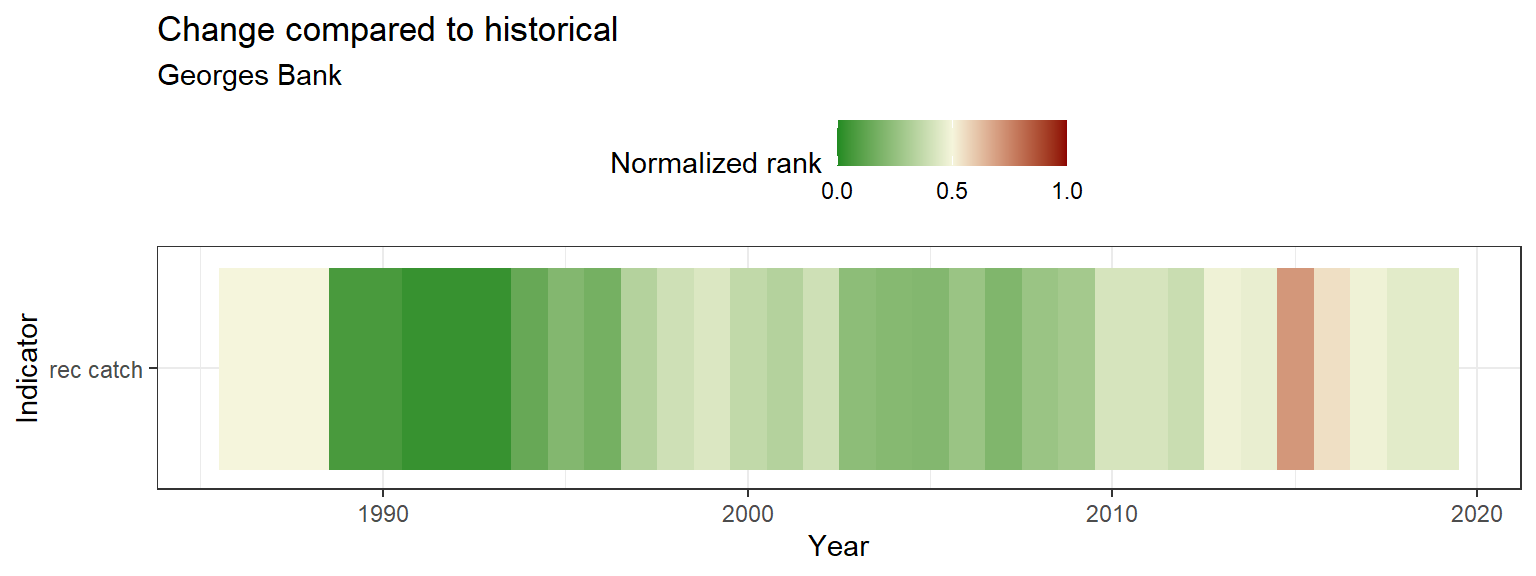 Change compared to historical
Georges Bank
Normalized rank
0.0 0.5 1.0
Indicator
rec catch
1990 2000 2010 2020
Year